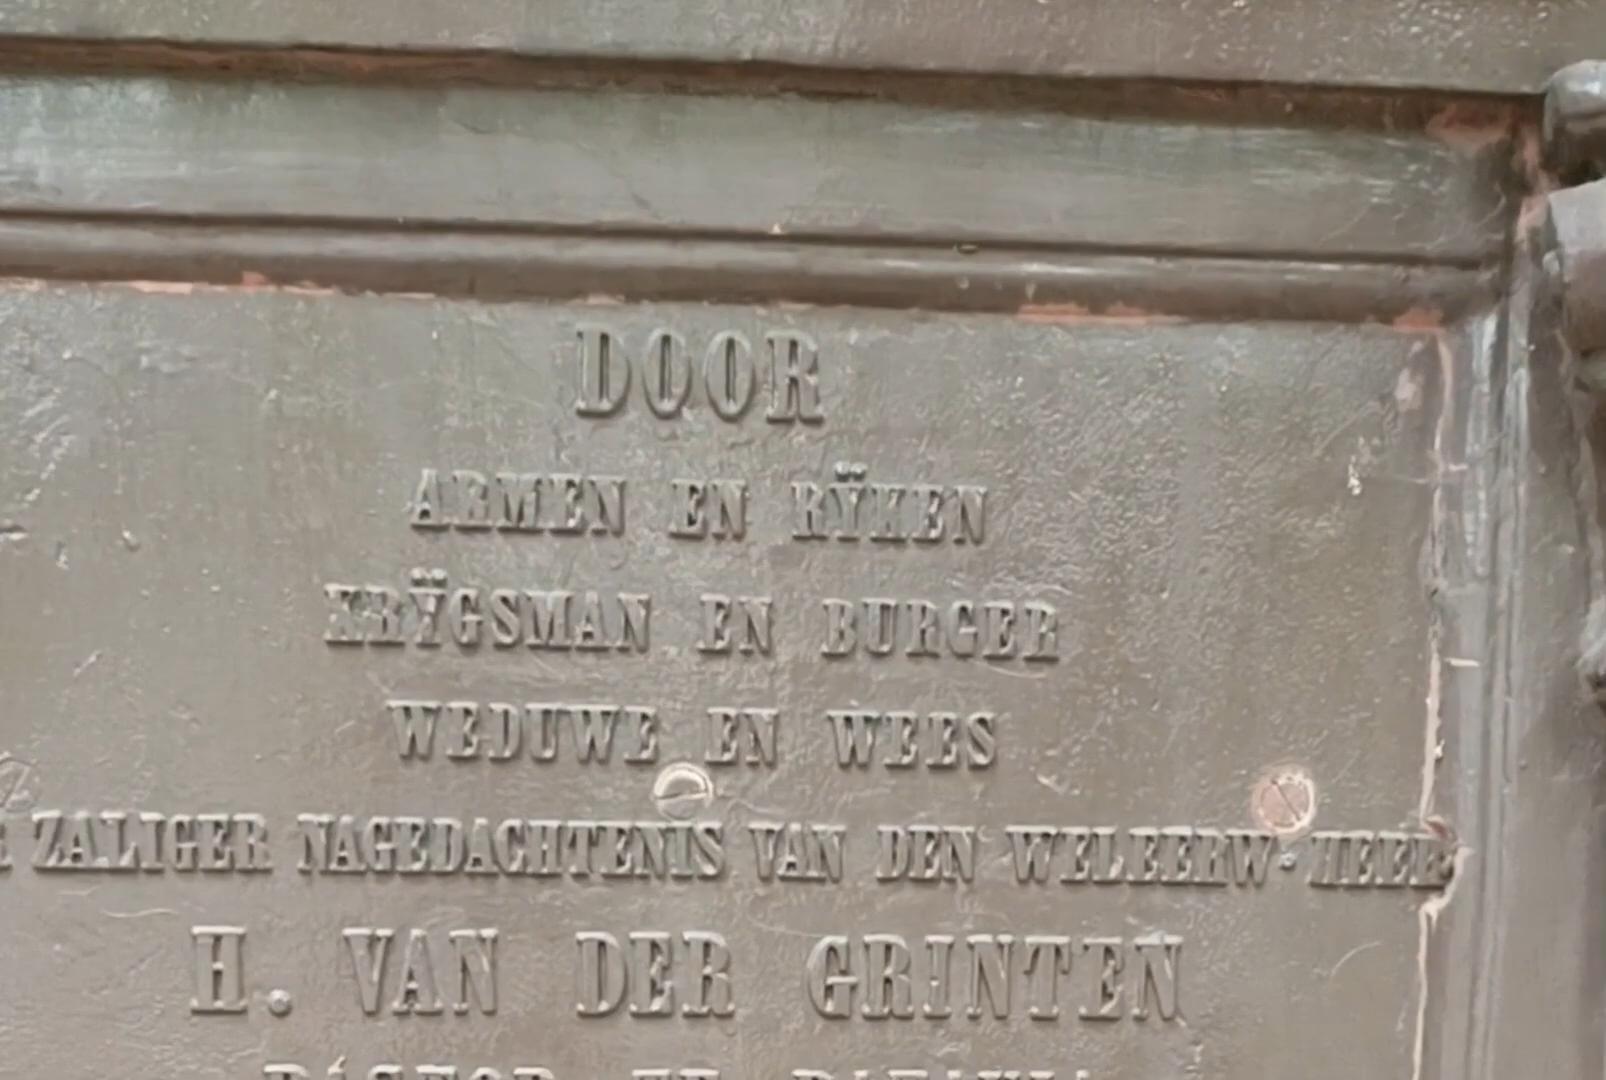 DOOR
ARMEN EN RŸKEN
KRŸGSMAN EN BURGER
WEDUWE EN WEES
ZALIGER NAGEDACHTENIS VAN DEN WELEERW· HEER
H. VAN DER GRINTEN